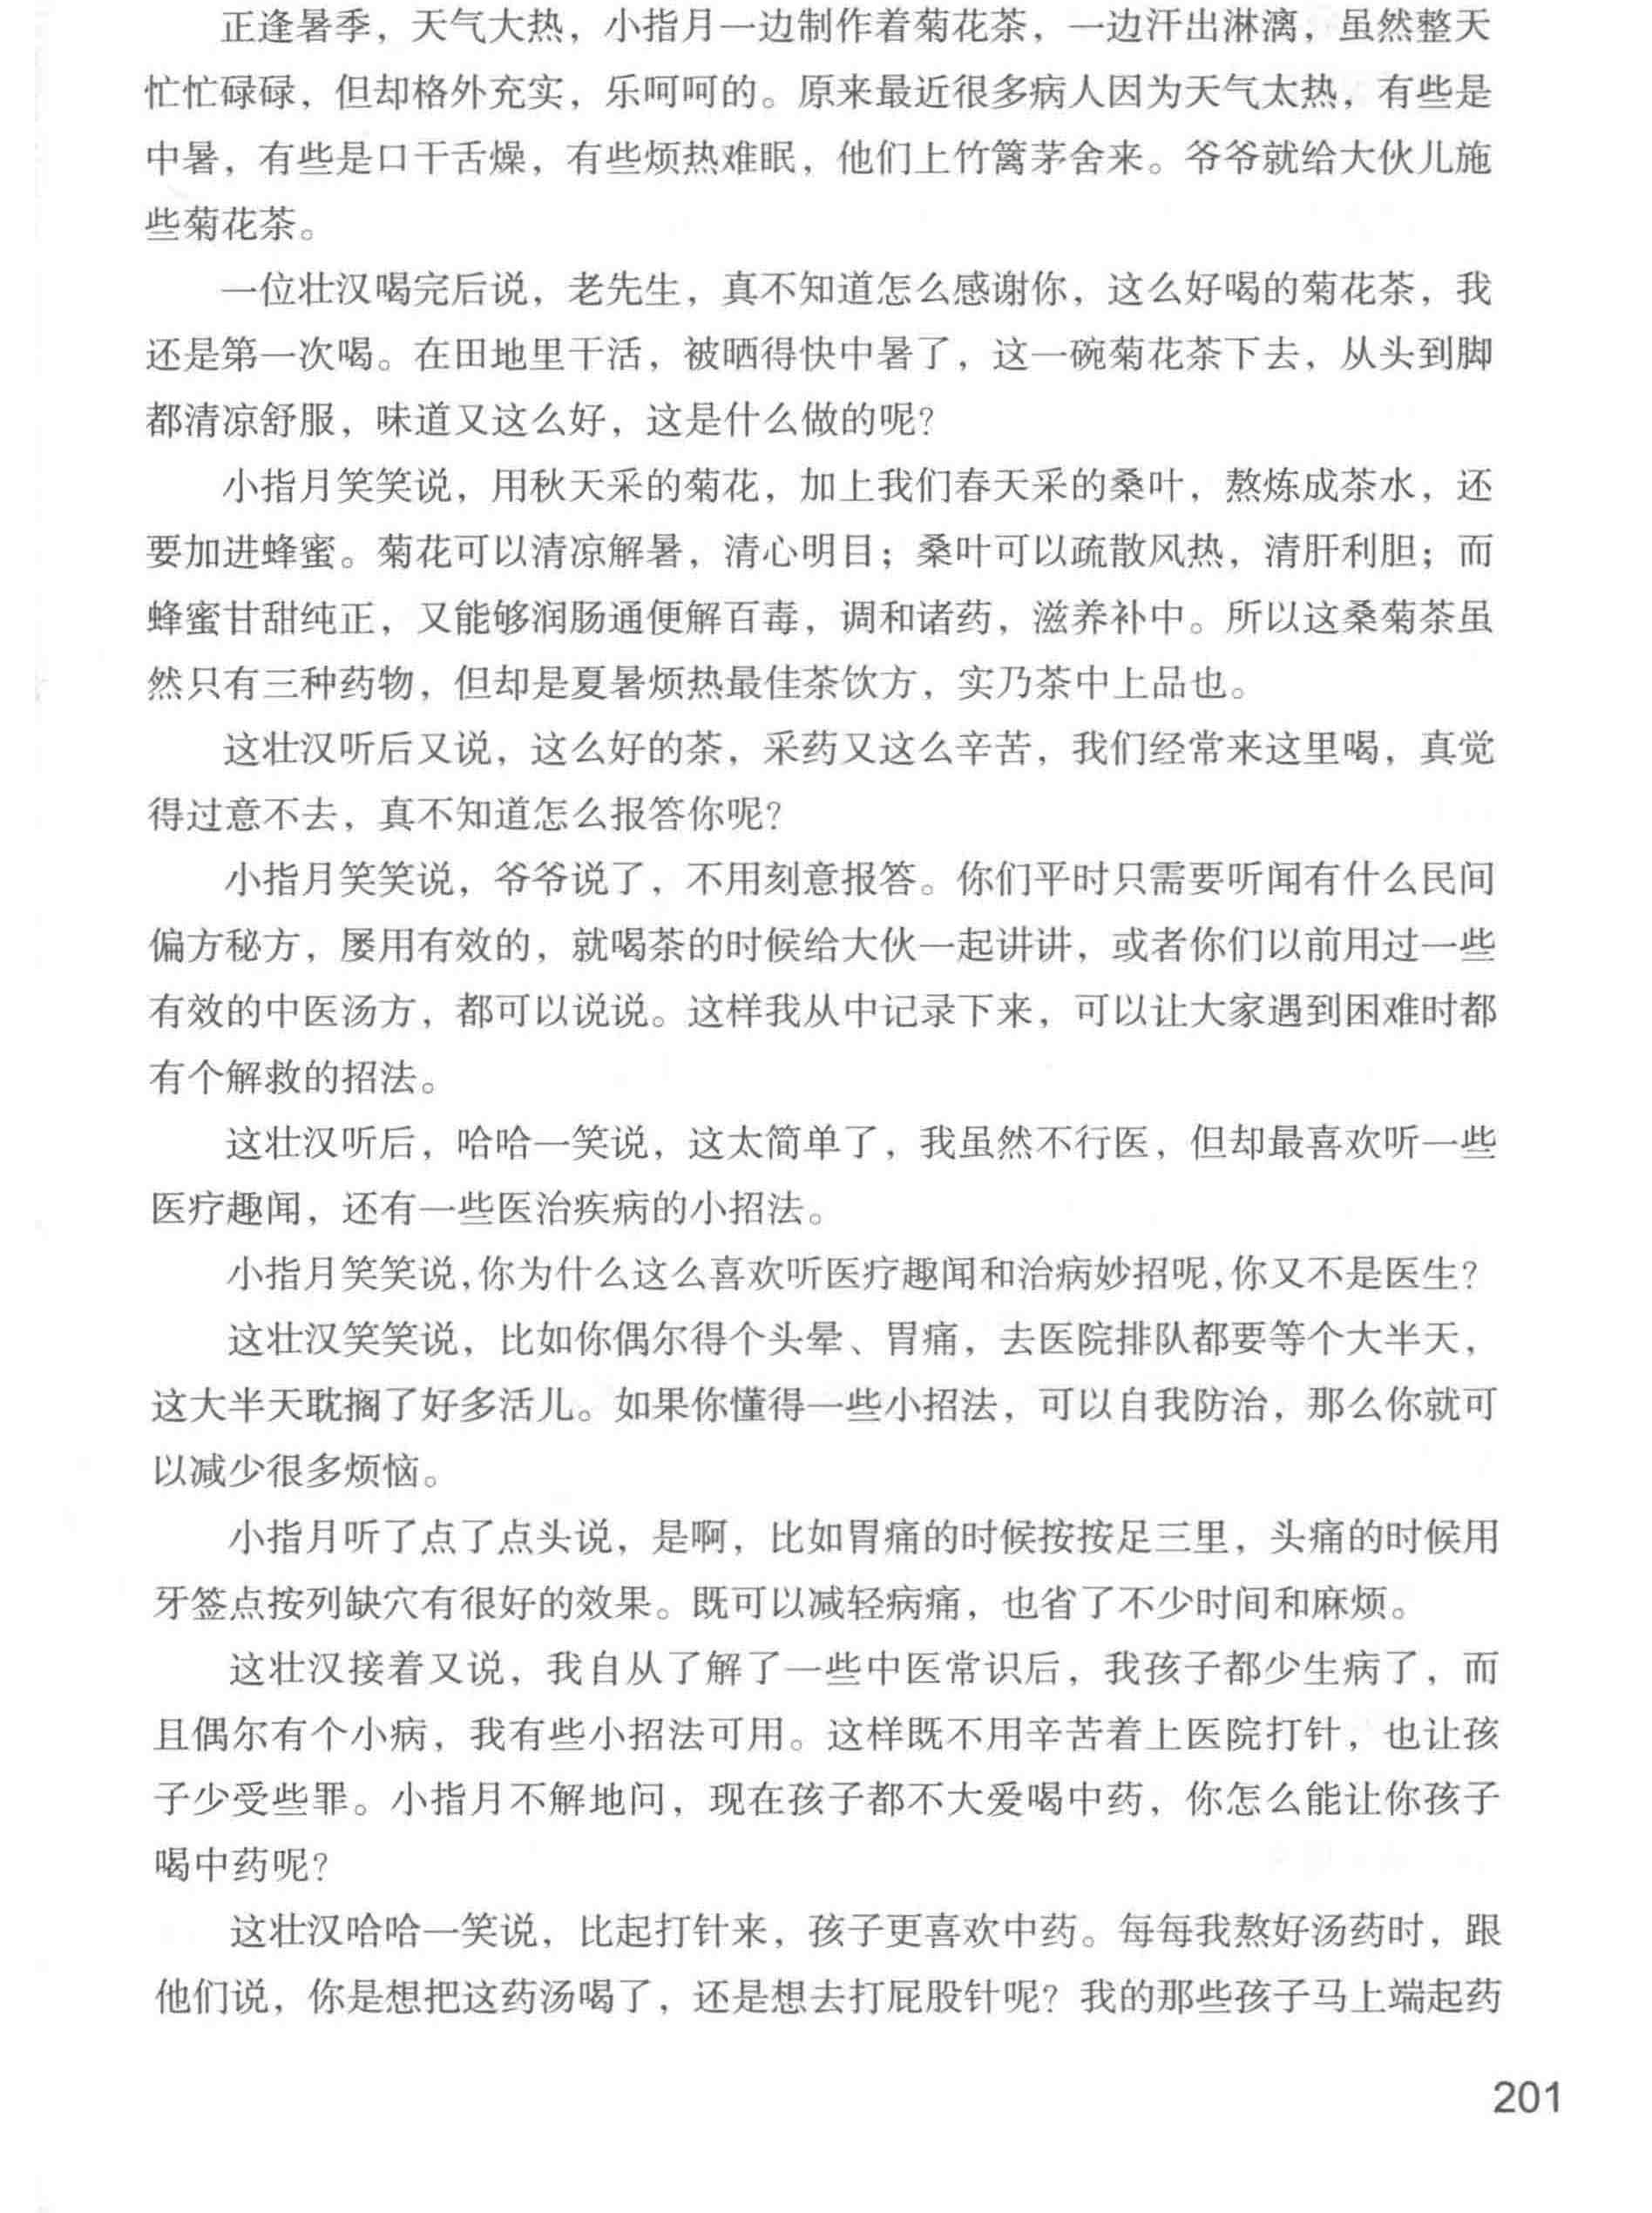 正逢暑季，天气大热，小指月一边制作着菊花茶，一边汗出淋漓，虽然整天
忙忙碌碌，但却格外充实，乐呵呵的。原来最近很多病人因为天气太热，有些是
中暑，有些是口干舌燥，有些烦热难眠，他们上竹篱茅舍来。爷爷就给大伙儿施
些菊花茶。
一位壮汉喝完后说，老先生，真不知道怎么感谢你，这么好喝的菊花茶，我
还是第一次喝。在田地里干活，被晒得快中暑了，这一碗菊花茶下去，从头到脚
都清凉舒服，味道又这么好，这是什么做的呢？
小指月笑笑说，用秋天采的菊花，加上我们春天采的桑叶，熬炼成茶水，还
要加进蜂蜜。菊花可以清凉解暑，清心明目；桑叶可以疏散风热，清肝利胆；而
蜂蜜甘甜纯正，又能够润肠通便解百毒，调和诸药，滋养补中。所以这桑菊茶虽
然只有三种药物，但却是夏暑烦热最佳茶饮方，实乃茶中上品也。
这壮汉听后又说，这么好的茶，采药又这么辛苦，我们经常来这里喝，真觉
得过意不去，真不知道怎么报答你呢？
小指月笑笑说，爷爷说了，不用刻意报答。你们平时只需要听闻有什么民间
偏方秘方，屡用有效的，就喝茶的时候给大伙一起讲讲，或者你们以前用过一些
有效的中医汤方，都可以说说。这样我从中记录下来，可以让大家遇到困难时都
有个解救的招法。
这壮汉听后，哈哈一笑说，这太简单了，我虽然不行医，但却最喜欢听一些
医疗趣闻，还有一些医治疾病的小招法。
小指月笑笑说，你为什么这么喜欢听医疗趣闻和治病妙招呢，你又不是医生？
这壮汉笑笑说，比如你偶尔得个头晕、胃痛，去医院排队都要等个大半天，
这大半天耽搁了好多活儿。如果你懂得一些小招法，可以自我防治，那么你就可
以减少很多烦恼。
小指月听了点了点头说，是啊，比如胃痛的时候按按足三里，头痛的时候用
牙签点按列缺穴有很好的效果。既可以减轻病痛，也省了不少时间和麻烦。
这壮汉接着又说，我自从了解了一些中医常识后，我孩子都少生病了，而
且偶尔有个小病，我有些小招法可用。这样既不用辛苦着上医院打针，也让孩
子少受些罪。小指月不解地问，现在孩子都不大爱喝中药，你怎么能让你孩子
喝中药呢？
这壮汉哈哈一笑说，比起打针来，孩子更喜欢中药。每每我熬好汤药时，跟
他们说，你是想把这药汤喝了，还是想去打屁股针呢？我的那些孩子马上端起药
201